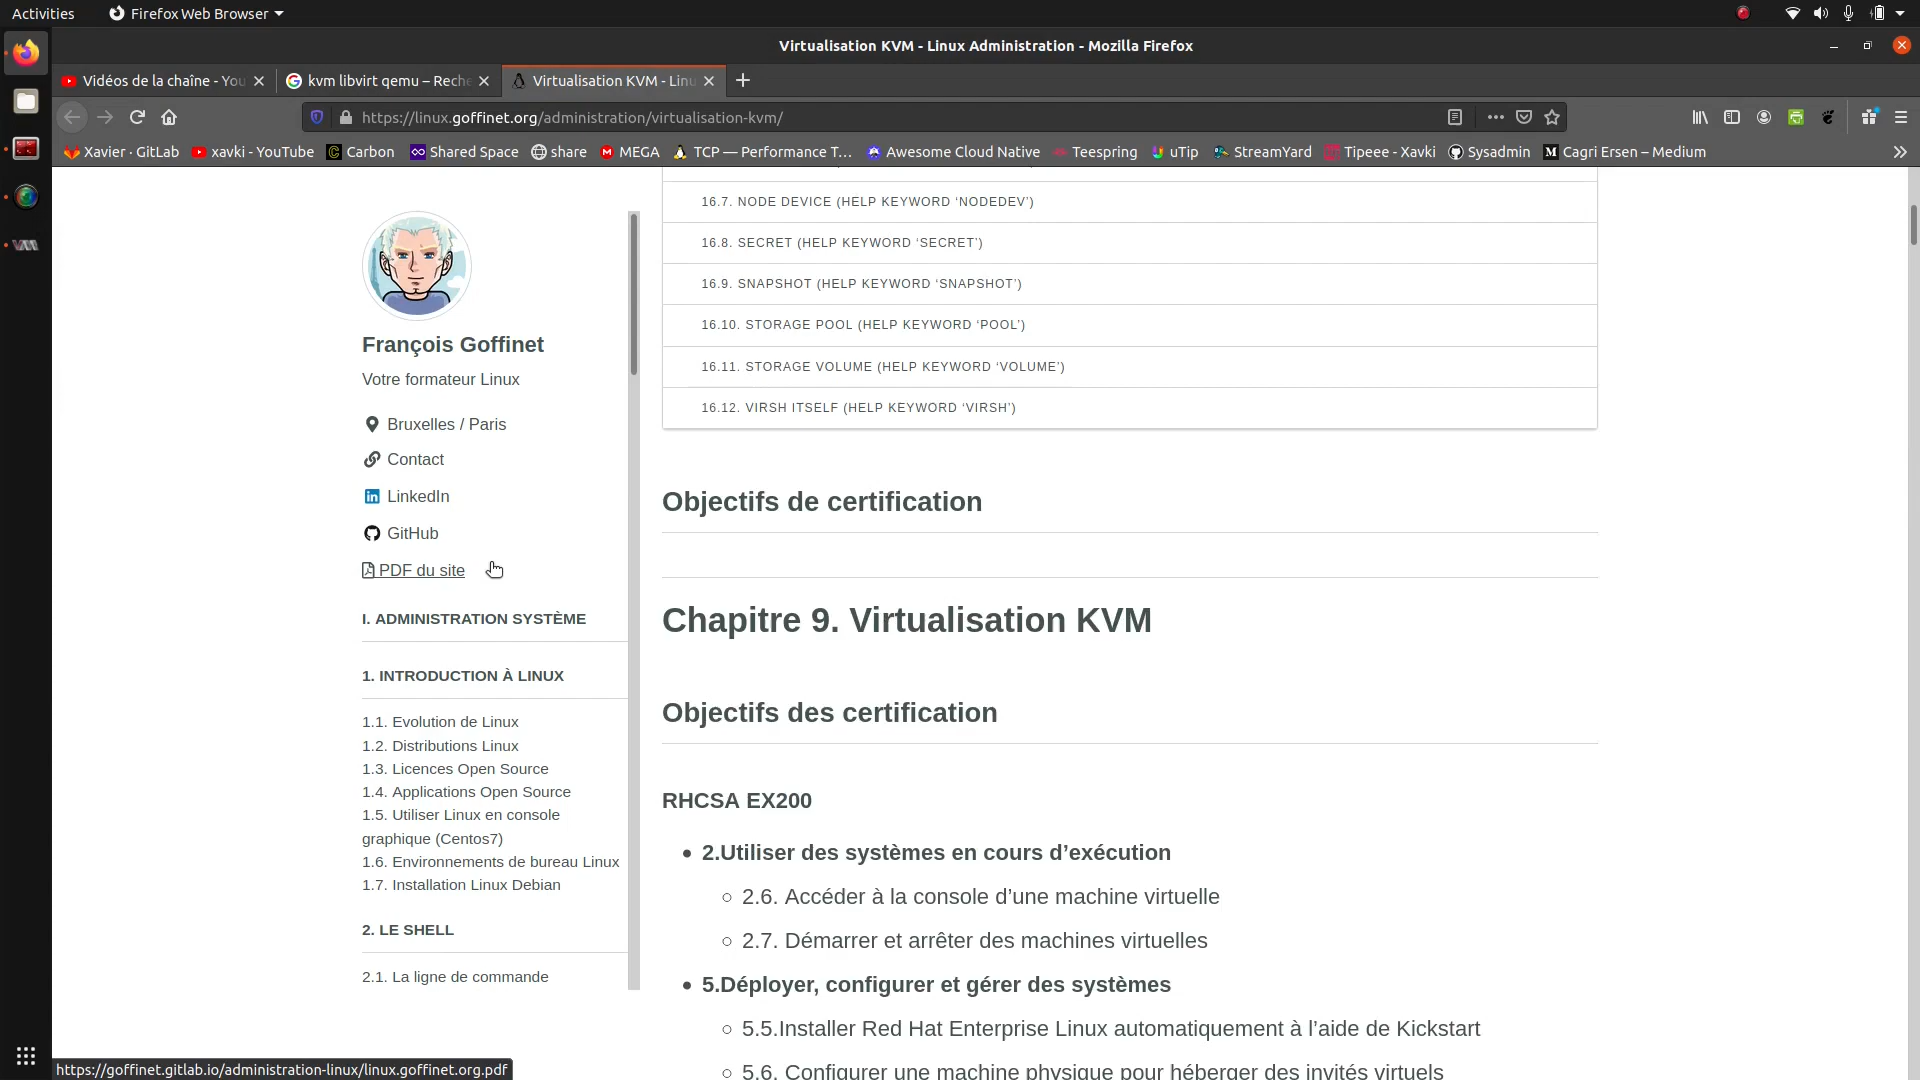 Activities
Firefox Web Browser
Virtualisation KVM - Linux Administration - Mozilla Firefox
Vidéos de la chaîne - You
kvm libvirt qemu – Reche
Virtualisation KVM - Linu
https://linux.goffinet.org/administration/virtualisation-kvm/
Xavier · GitLab
xavki - YouTube
Carbon
Shared Space
share
MEGA
TCP — Performance T...
Awesome Cloud Native
Teespring
uTip
StreamYard
Tipeee - Xavki
Sysadmin
Cagri Ersen – Medium
François Goffinet
Votre formateur Linux
Bruxelles / Paris
Contact
LinkedIn
GitHub
PDF du site
I. ADMINISTRATION SYSTÈME
1. INTRODUCTION À LINUX
1.1. Evolution de Linux
1.2. Distributions Linux
1.3. Licences Open Source
1.4. Applications Open Source
1.5. Utiliser Linux en console
graphique (Centos7)
1.6. Environnements de bureau Linux
1.7. Installation Linux Debian
2. LE SHELL
2.1. La ligne de commande
16.7. NODE DEVICE (HELP KEYWORD ‘NODEDEV’)
16.8. SECRET (HELP KEYWORD ‘SECRET’)
16.9. SNAPSHOT (HELP KEYWORD ‘SNAPSHOT’)
16.10. STORAGE POOL (HELP KEYWORD ‘POOL’)
16.11. STORAGE VOLUME (HELP KEYWORD ‘VOLUME’)
16.12. VIRSH ITSELF (HELP KEYWORD ‘VIRSH’)
Objectifs de certification
Chapitre 9. Virtualisation KVM
Objectifs des certification
RHCSA EX200
2.Utiliser des systèmes en cours d’exécution
2.6. Accéder à la console d’une machine virtuelle
2.7. Démarrer et arrêter des machines virtuelles
5.Déployer, configurer et gérer des systèmes
5.5.Installer Red Hat Enterprise Linux automatiquement à l’aide de Kickstart
5.6. Configurer une machine physique pour héberger des invités virtuels
https://goffinet.gitlab.io/administration-linux/linux.goffinet.org.pdf